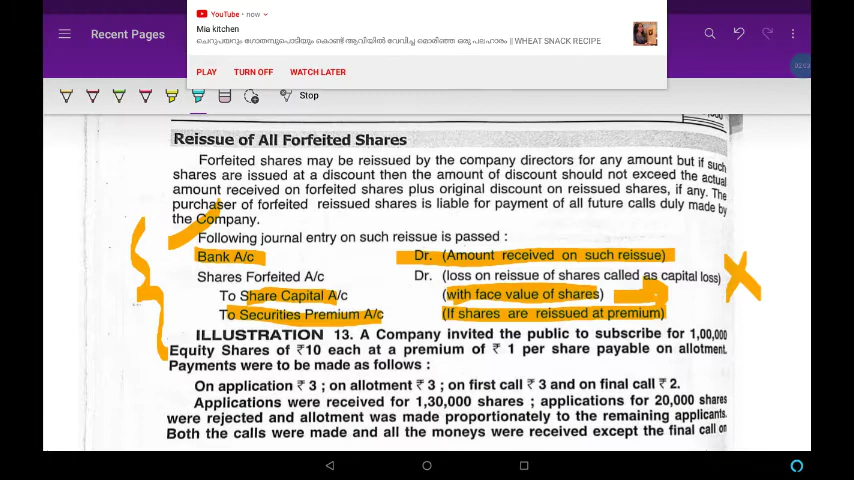 YouTube • now
Recent Pages
Mia kitchen
ചെറുപയറും ഗോതമ്പുപൊടിയും കൊണ്ട് ആവിയിൽ വേവിച്ച മൊരിഞ്ഞ ഒരു പലഹാരം || WHEAT SNACK RECIPE
PLAY TURN OFF WATCH LATER
Stop
Reissue of All Forfeited Shares
Forfeited shares may be reissued by the company directors for any amount but if such
shares are issued at a discount then the amount of discount should not exceed the actual
amount received on forfeited shares plus original discount on reissued shares, if any. The
purchaser of forfeited reissued shares is liable for payment of all future calls duly made by
the Company.
Following journal entry on such reissue is passed :
Bank A/c Dr. (Amount received on such reissue)
Shares Forfeited A/c Dr. (loss on reissue of shares called as capital loss)
To Share Capital A/c (with face value of shares)
To Securities Premium A/c (If shares are reissued at premium)
ILLUSTRATION 13. A Company invited the public to subscribe for 1,00,000
Equity Shares of ₹10 each at a premium of ₹ 1 per share payable on allotment.
Payments were to be made as follows :
On application ₹ 3 ; on allotment ₹ 3 ; on first call ₹ 3 and on final call ₹ 2.
Applications were received for 1,30,000 shares ; applications for 20,000 shares
were rejected and allotment was made proportionately to the remaining applicants.
Both the calls were made and all the moneys were received except the final call on